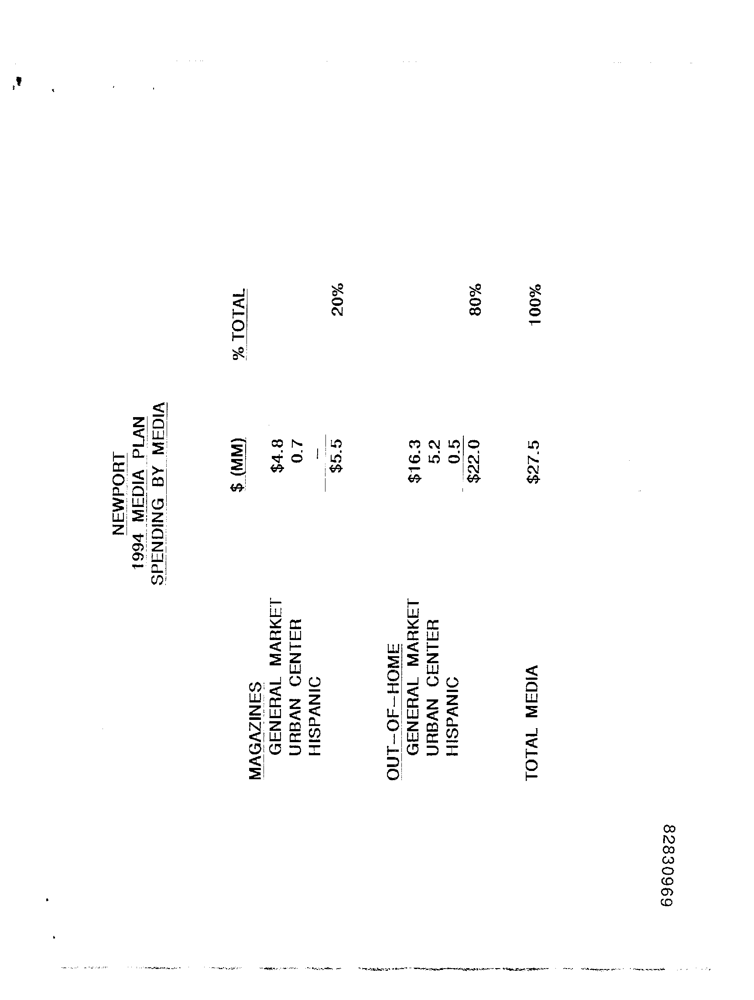 NEWPORT
1994 MEDIA PLAN
SPENDING BY MEDIA
$ (MM) % TOTAL
MAGAZINES
GENERAL MARKET $4.8
URBAN CENTER 0.7
HISPANIC —
$5.5 20%
OUT-OF-HOME
GENERAL MARKET $16.3
URBAN CENTER 5.2
HISPANIC 0.5
$22.0 80%
TOTAL MEDIA $27.5 100%
82830969